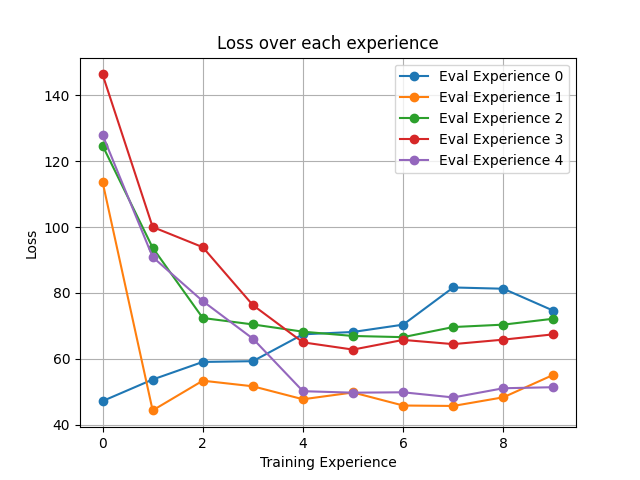 Loss over each experience
Eval Experience 0
Eval Experience 1
Eval Experience 2
Eval Experience 3
Eval Experience 4
140
120
100
80
60
40
Loss
0 2 4 6 8
Training Experience